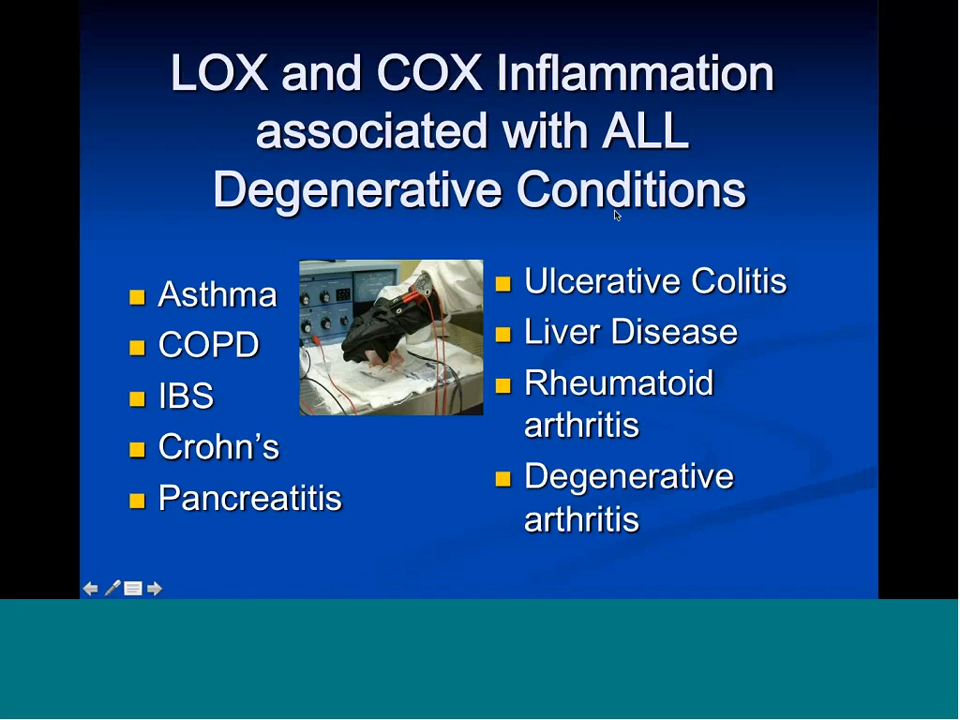 LOX and COX Inflammation
associated with ALL
Degenerative Conditions
Asthma
COPD
IBS
Crohn’s
Pancreatitis
Ulcerative Colitis
Liver Disease
Rheumatoid
arthritis
Degenerative
arthritis